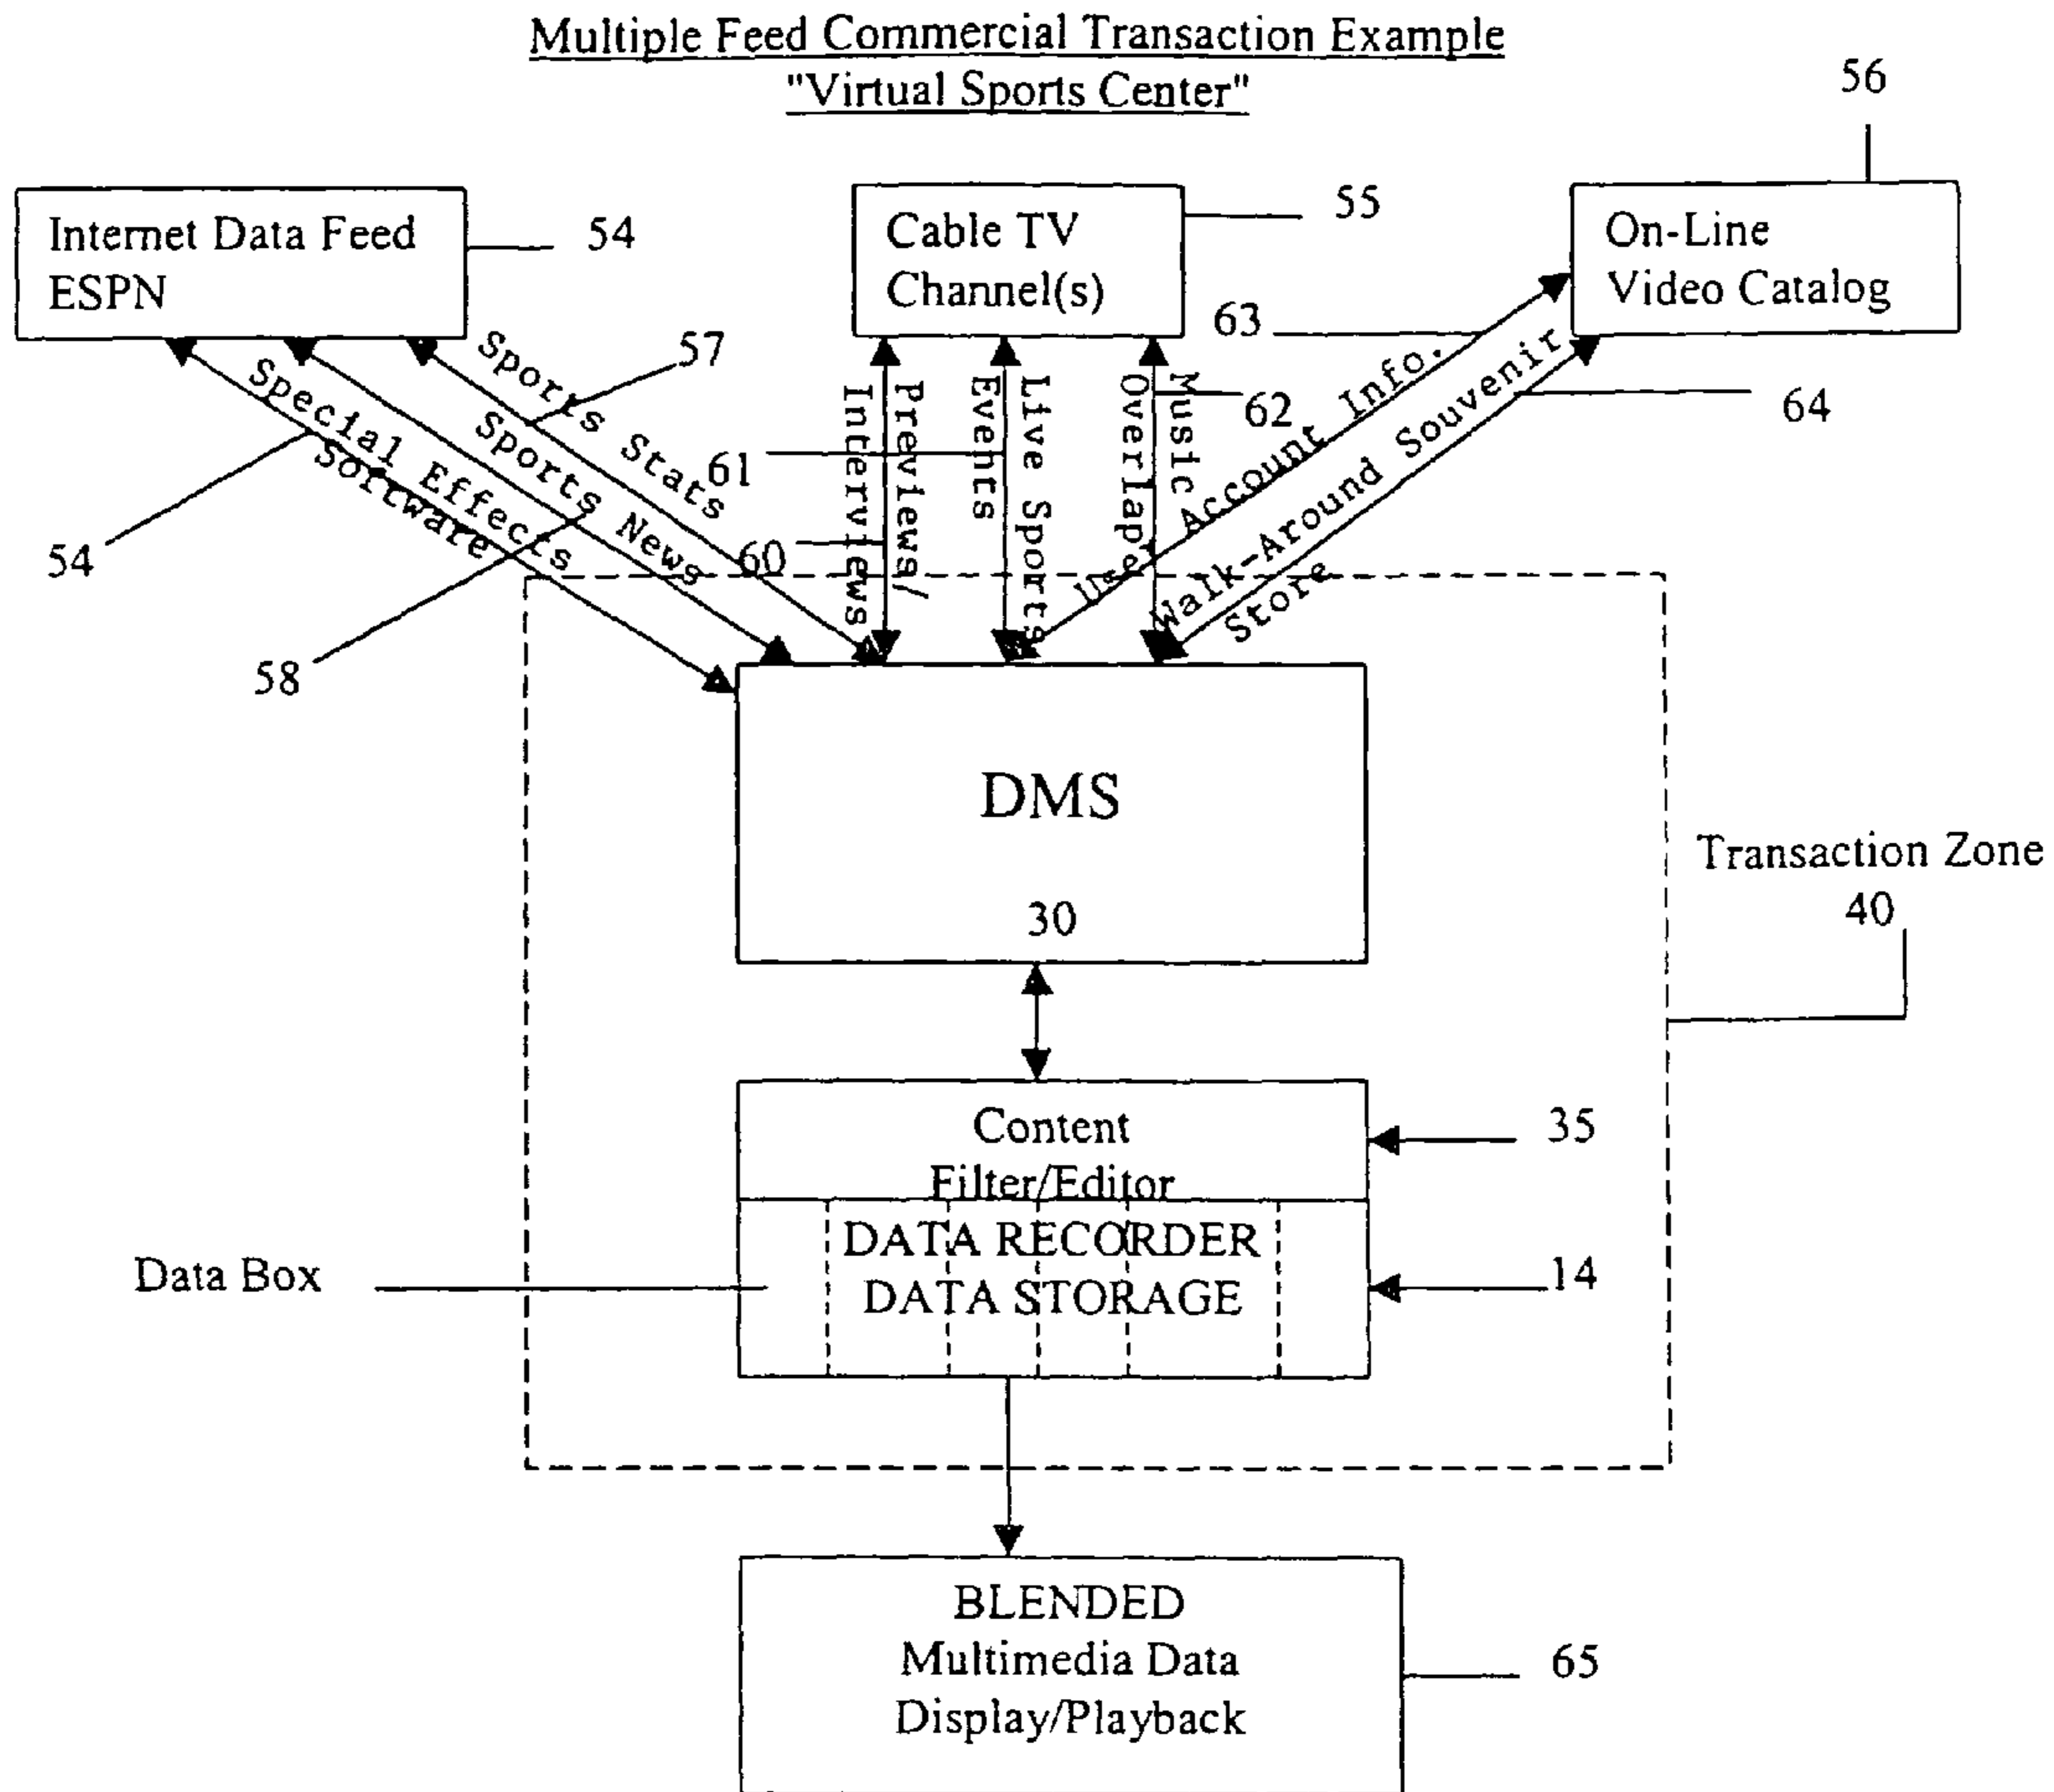 Multiple Feed Commercial Transaction Example
"Virtual Sports Center"
56
Internet Data Feed
ESPN
54
Cable TV
Channel(s)
55
On-Line
Video Catalog
63
57
62
64
61
60
54
58
Special Effects
Software
Sports News
Sports Stats
Previews/
Interviews
Live Sports
Events
Music
Overlap
User Account Info.
Walk-Around Souvenir
Store
DMS
30
Transaction Zone
40
Content
Filter/Editor
35
DATA RECORDER
DATA STORAGE
14
Data Box
BLENDED
Multimedia Data
Display/Playback
65